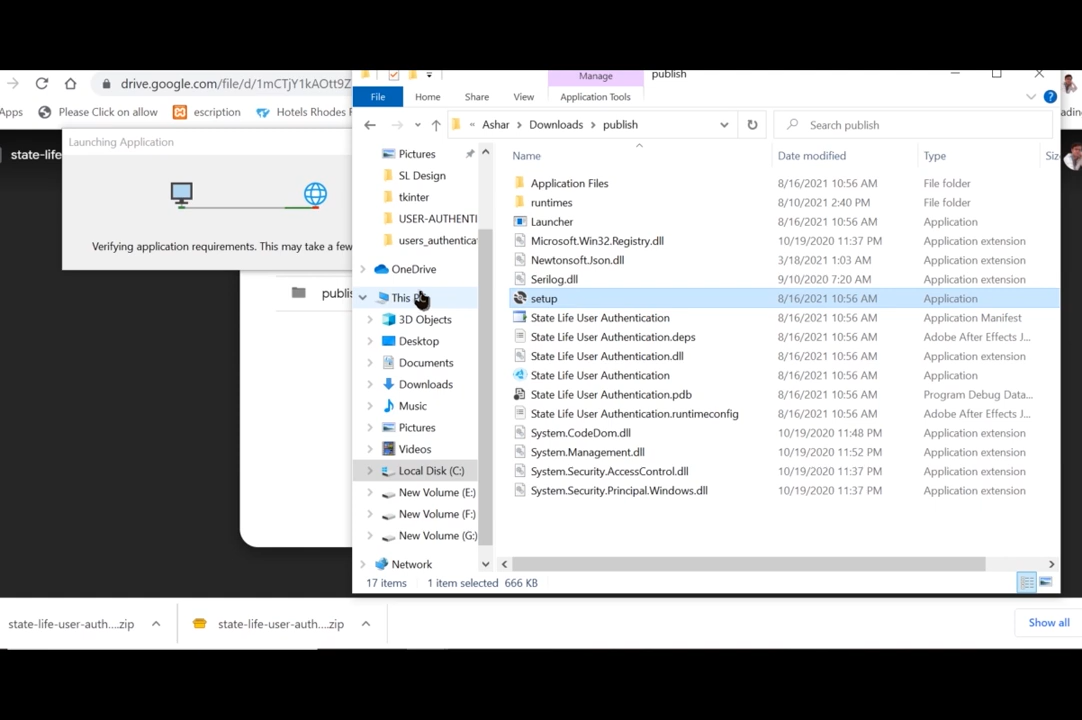 drive.google.com/file/d/1mCTjY1kAOtt9Z
Apps
Please Click on allow
escription
Hotels Rhodes F
state-life
Launching Application
Verifying application requirements. This may take a few
publis
Manage
publish
File
Home
Share
View
Application Tools
« Ashar > Downloads > publish
Search publish
Pictures
SL Design
tkinter
USER-AUTHENTI
users_authentica
OneDrive
This P
3D Objects
Desktop
Documents
Downloads
Music
Pictures
Videos
Local Disk (C:)
New Volume (E:)
New Volume (F:)
New Volume (G:)
Network
Name Date modified Type Siz
Application Files 8/16/2021 10:56 AM File folder
runtimes 8/10/2021 2:40 PM File folder
Launcher 8/16/2021 10:56 AM Application
Microsoft.Win32.Registry.dll 10/19/2020 11:37 PM Application extension
Newtonsoft.Json.dll 3/18/2021 1:03 AM Application extension
Serilog.dll 9/10/2020 7:20 AM Application extension
setup 8/16/2021 10:56 AM Application
State Life User Authentication 8/16/2021 10:56 AM Application Manifest
State Life User Authentication.deps 8/16/2021 10:56 AM Adobe After Effects J...
State Life User Authentication.dll 8/16/2021 10:56 AM Application extension
State Life User Authentication 8/16/2021 10:56 AM Application
State Life User Authentication.pdb 8/16/2021 10:56 AM Program Debug Data...
State Life User Authentication.runtimeconfig 8/16/2021 10:56 AM Adobe After Effects J...
System.CodeDom.dll 10/19/2020 11:48 PM Application extension
System.Management.dll 10/19/2020 11:52 PM Application extension
System.Security.AccessControl.dll 10/19/2020 11:37 PM Application extension
System.Security.Principal.Windows.dll 10/19/2020 11:37 PM Application extension
17 items 1 item selected 666 KB
ading
state-life-user-auth....zip
state-life-user-auth....zip
Show all